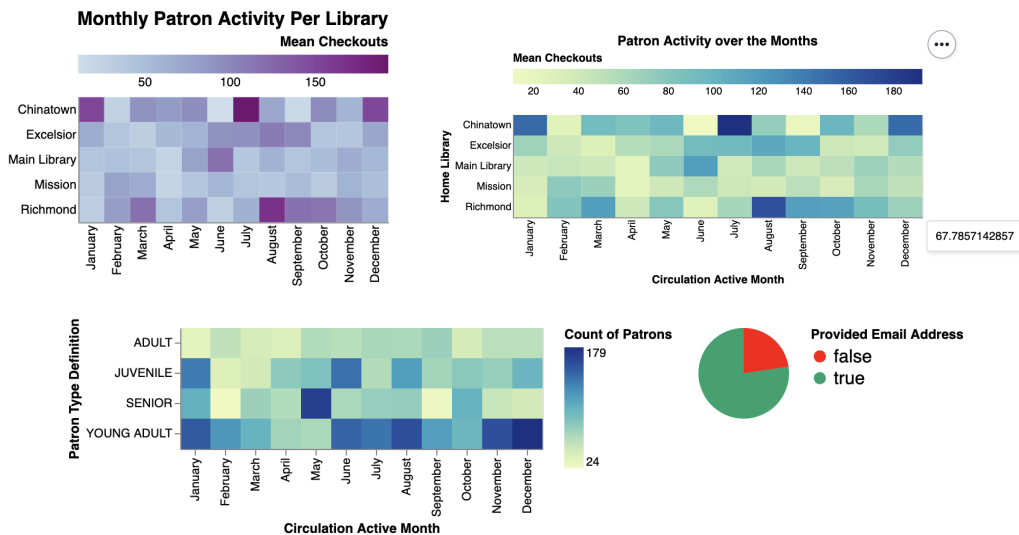 Monthly Patron Activity Per Library
Mean Checkouts
50 100 150
Chinatown
Excelsior
Main Library
Mission
Richmond
January February March April May June July August September October November December
Patron Activity over the Months
Mean Checkouts
20 40 60 80 100 120 140 160 180
Home Library
Chinatown
Excelsior
Main Library
Mission
Richmond
January February March April May June July August September October November December
Circulation Active Month
67.7857142857
Patron Type Definition
ADULT
JUVENILE
SENIOR
YOUNG ADULT
January February March April May June July August September October November December
Circulation Active Month
Count of Patrons
179
24
Provided Email Address
false
true